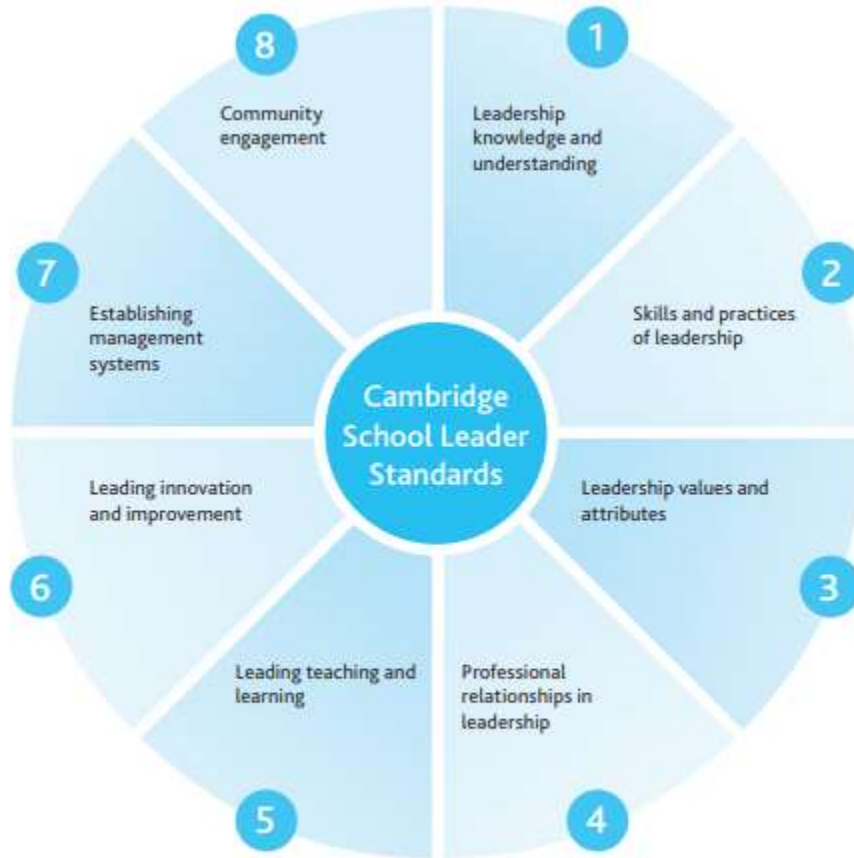 Cambridge
School Leader
Standards
1
Leadership
knowledge and
understanding
2
Skills and practices
of leadership
3
Leadership values and
attributes
4
Professional
relationships in
leadership
5
Leading teaching and
learning
6
Leading innovation
and improvement
7
Establishing
management
systems
8
Community
engagement